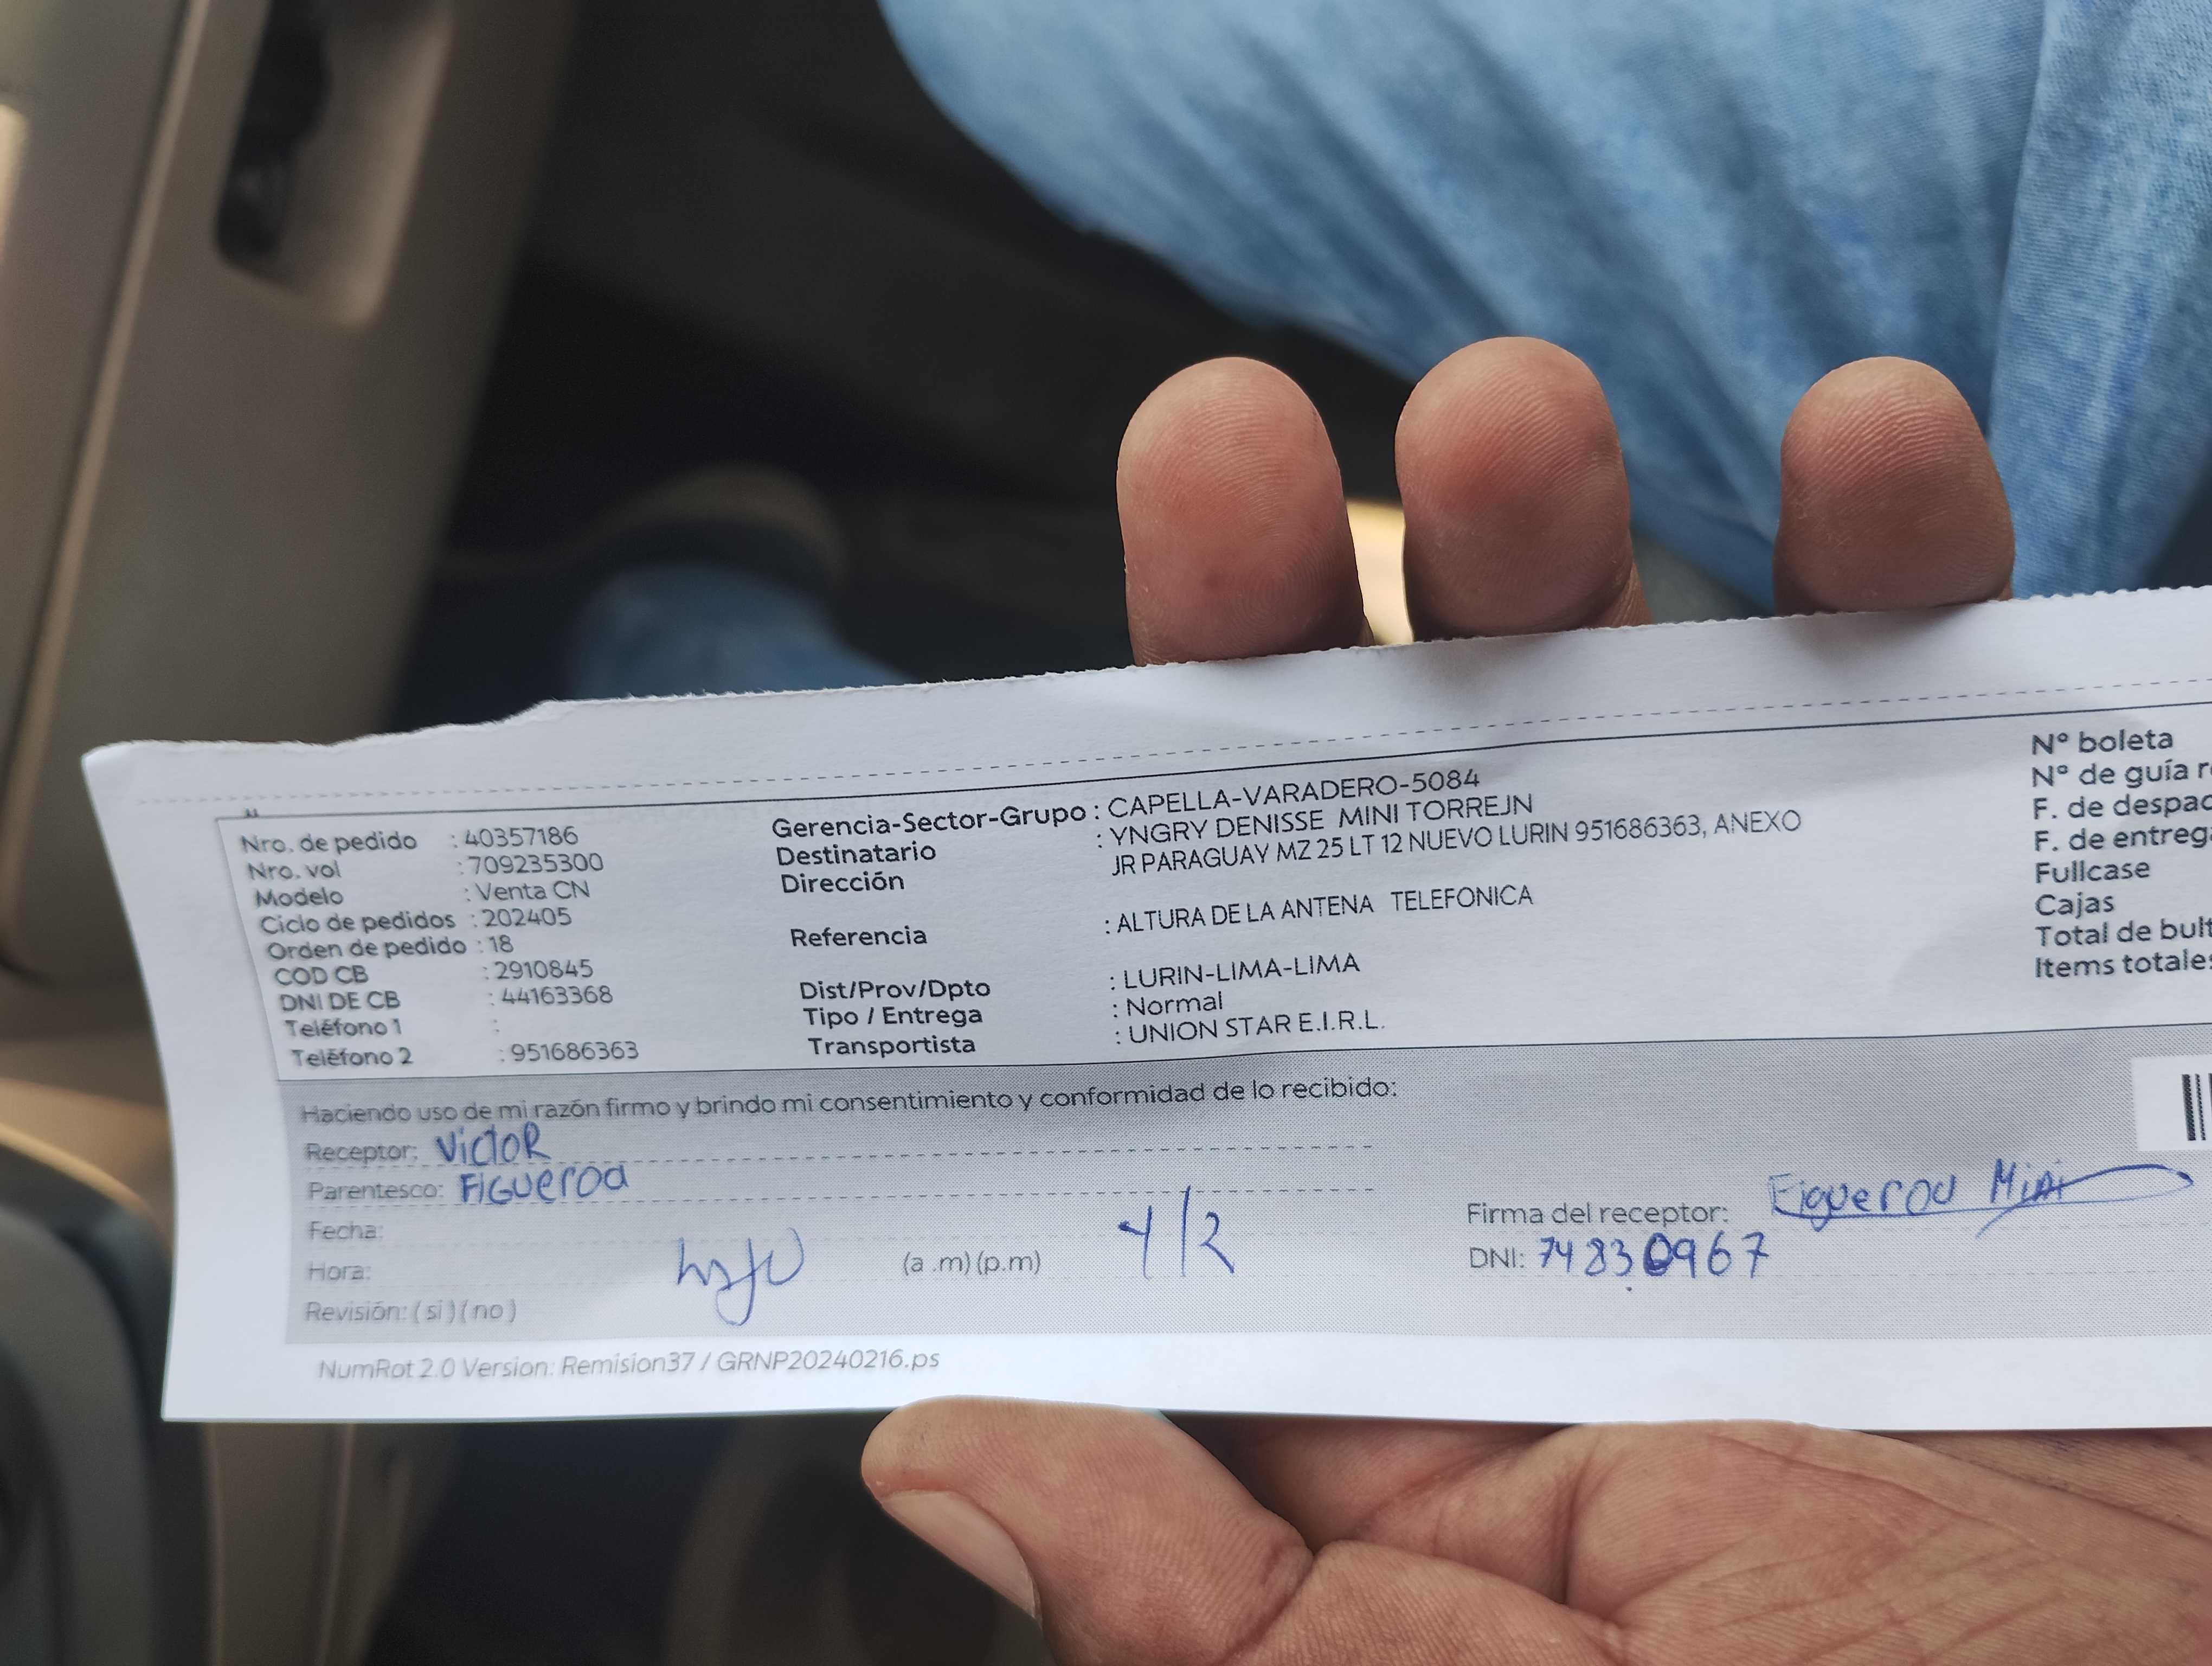 Nro. de pedido : 40357186
Nro. vol : 709235300
Modelo : Venta CN
Ciclo de pedidos : 202405
Orden de pedido : 18
COD CB : 2910845
DNI DE CB : 44163368
Teléfono 1 :
Teléfono 2 : 951686363
Gerencia-Sector-Grupo : CAPELLA-VARADERO-5084
Destinatario : YNGRY DENISSE MINI TORREJN
Dirección JR PARAGUAY MZ 25 LT 12 NUEVO LURIN 951686363, ANEXO
Referencia : ALTURA DE LA ANTENA TELEFONICA
Dist/Prov/Dpto : LURIN-LIMA-LIMA
Tipo / Entrega : Normal
Transportista : UNION STAR E.I.R.L.
Nº boleta
Nº de guía
F. de
F. de
Fullcase
Cajas
Total de
Items
Haciendo uso de mi razón firmo y brindo mi consentimiento y conformidad de lo recibido:
Receptor: Victor
Parentesco: Figueroa
Fecha:
Hora: (a .m) (p.m)
Revisión: ( si ) ( no )
Firma del receptor: Figueroa Mini
DNI: 74830967
NumRot 2.0 Version: Remision37 / GRNP20240216.ps